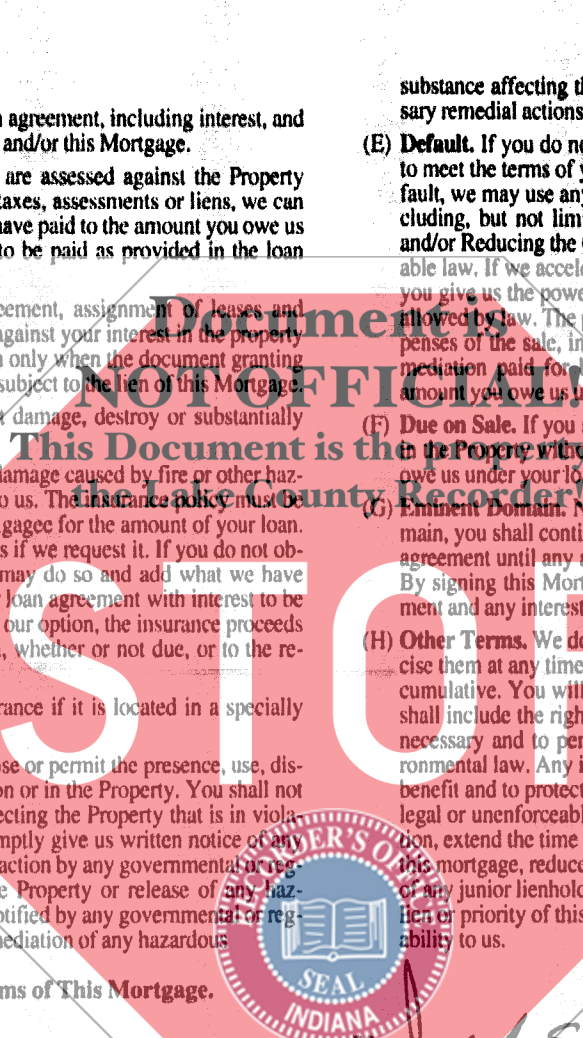 agreement, including interest, and
and/or this Mortgage.
are assessed against the Property
taxes, assessments or liens, we can
have paid to the amount you owe us
to be paid as provided in the loan
eement, assignment of leases and
against your interest in the property
only when the document granting
subject to the lien of this Mortgage.
damage, destroy or substantially
damage caused by fire or other haz-
to us. The insurance policy must be
gagee for the amount of your loan.
s if we request it. If you do not ob-
may do so and add what we have
loan agreement with interest to be
our option, the insurance proceeds
, whether or not due, or to the re-
rance if it is located in a specially
se or permit the presence, use, dis-
on or in the Property. You shall not
ecting the Property that is in viola-
mptly give us written notice of any
action by any governmental or reg-
e Property or release of any haz-
otified by any governmental or reg-
mediation of any hazardous
ms of This Mortgage.
substance affecting th
sary remedial actions
(E) Default. If you do no
to meet the terms of y
fault, we may use any
cluding, but not lim
and/or Reducing the
able law. If we accele
you give us the powe
allowed by law. The p
penses of the sale, in
mediation paid for
amount you owe us u
(F) Due on Sale. If you
in the Property witho
owe us under your lo
(G) Eminent Domain. N
main, you shall conti
agreement until any a
By signing this Mort
ment and any interest
(H) Other Terms. We do
cise them at any time
cumulative. You will
shall include the righ
necessary and to per
ronmental law. Any i
benefit and to protect
legal or unenforceabl
tion, extend the time
this mortgage, reduce
of any junior lienhold
lien or priority of this
ability to us.
Document is
NOT OFFICIAL!
This Document is the property
the Lake County Recorder!
STOP
SEAL
INDIANA